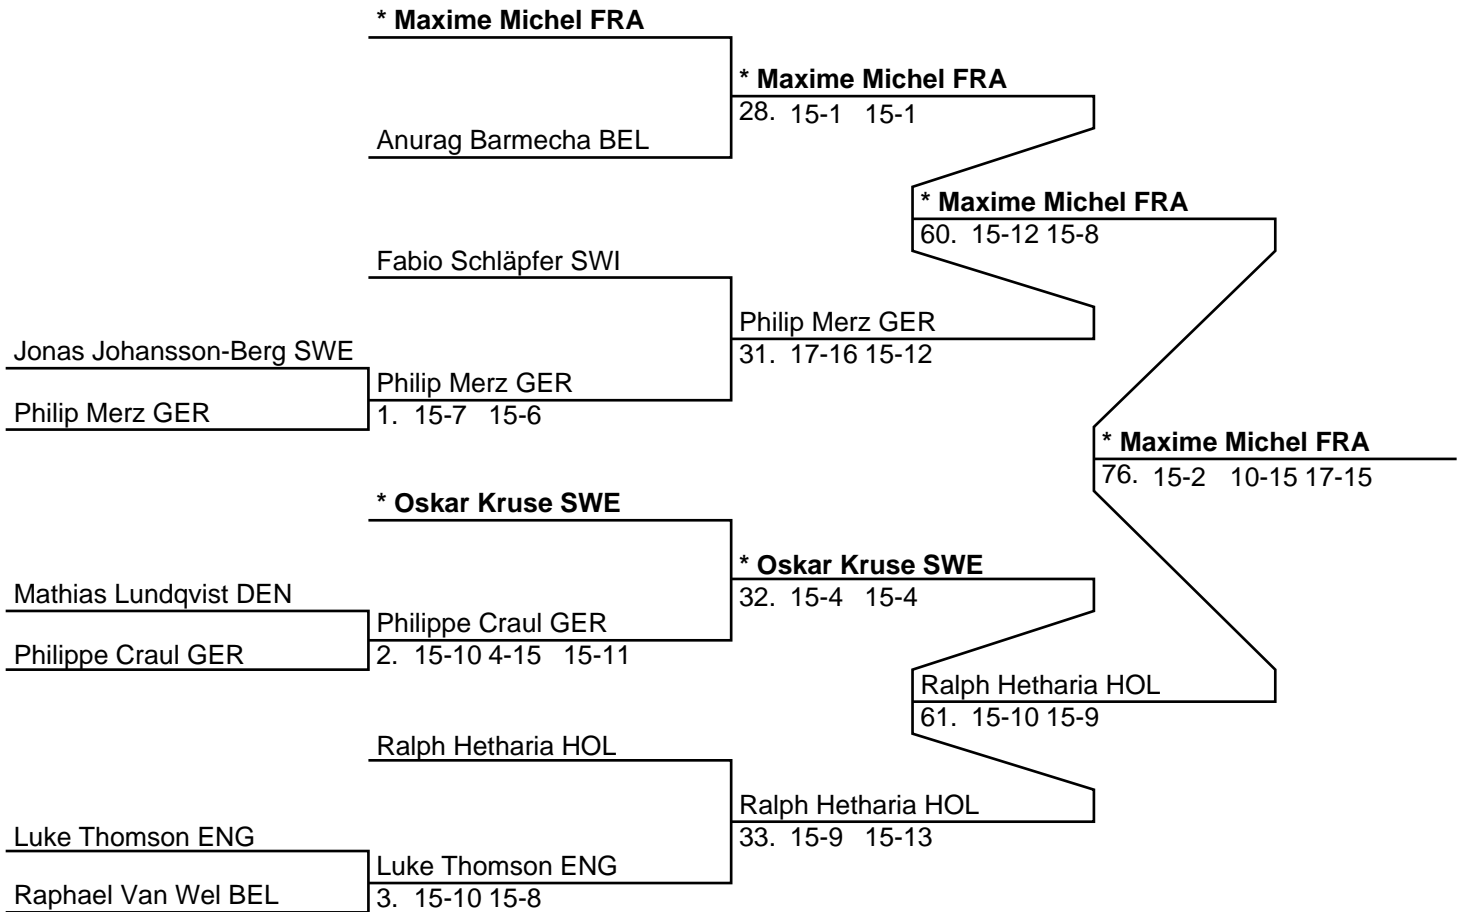 * Maxime Michel FRA
* Maxime Michel FRA
28. 15-1 15-1
Anurag Barmecha BEL
* Maxime Michel FRA
60. 15-12 15-8
Fabio Schläpfer SWI
Philip Merz GER
31. 17-16 15-12
Jonas Johansson-Berg SWE
Philip Merz GER
1. 15-7 15-6
Philip Merz GER
* Maxime Michel FRA
76. 15-2 10-15 17-15
* Oskar Kruse SWE
* Oskar Kruse SWE
32. 15-4 15-4
Mathias Lundqvist DEN
Philippe Craul GER
2. 15-10 4-15 15-11
Philippe Craul GER
Ralph Hetharia HOL
61. 15-10 15-9
Ralph Hetharia HOL
Ralph Hetharia HOL
33. 15-9 15-13
Luke Thomson ENG
Luke Thomson ENG
3. 15-10 15-8
Raphael Van Wel BEL